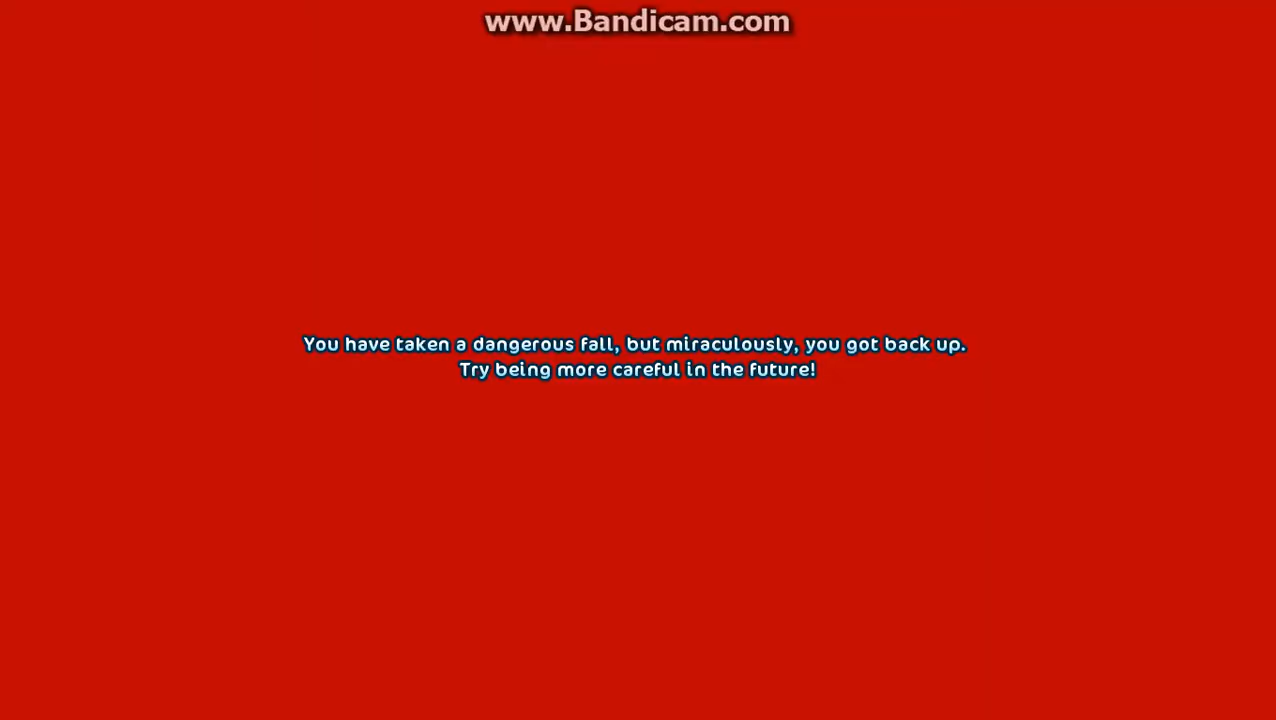 www.Bandicam.com
You have taken a dangerous fall, but miraculously, you got back up.
Try being more careful in the future!